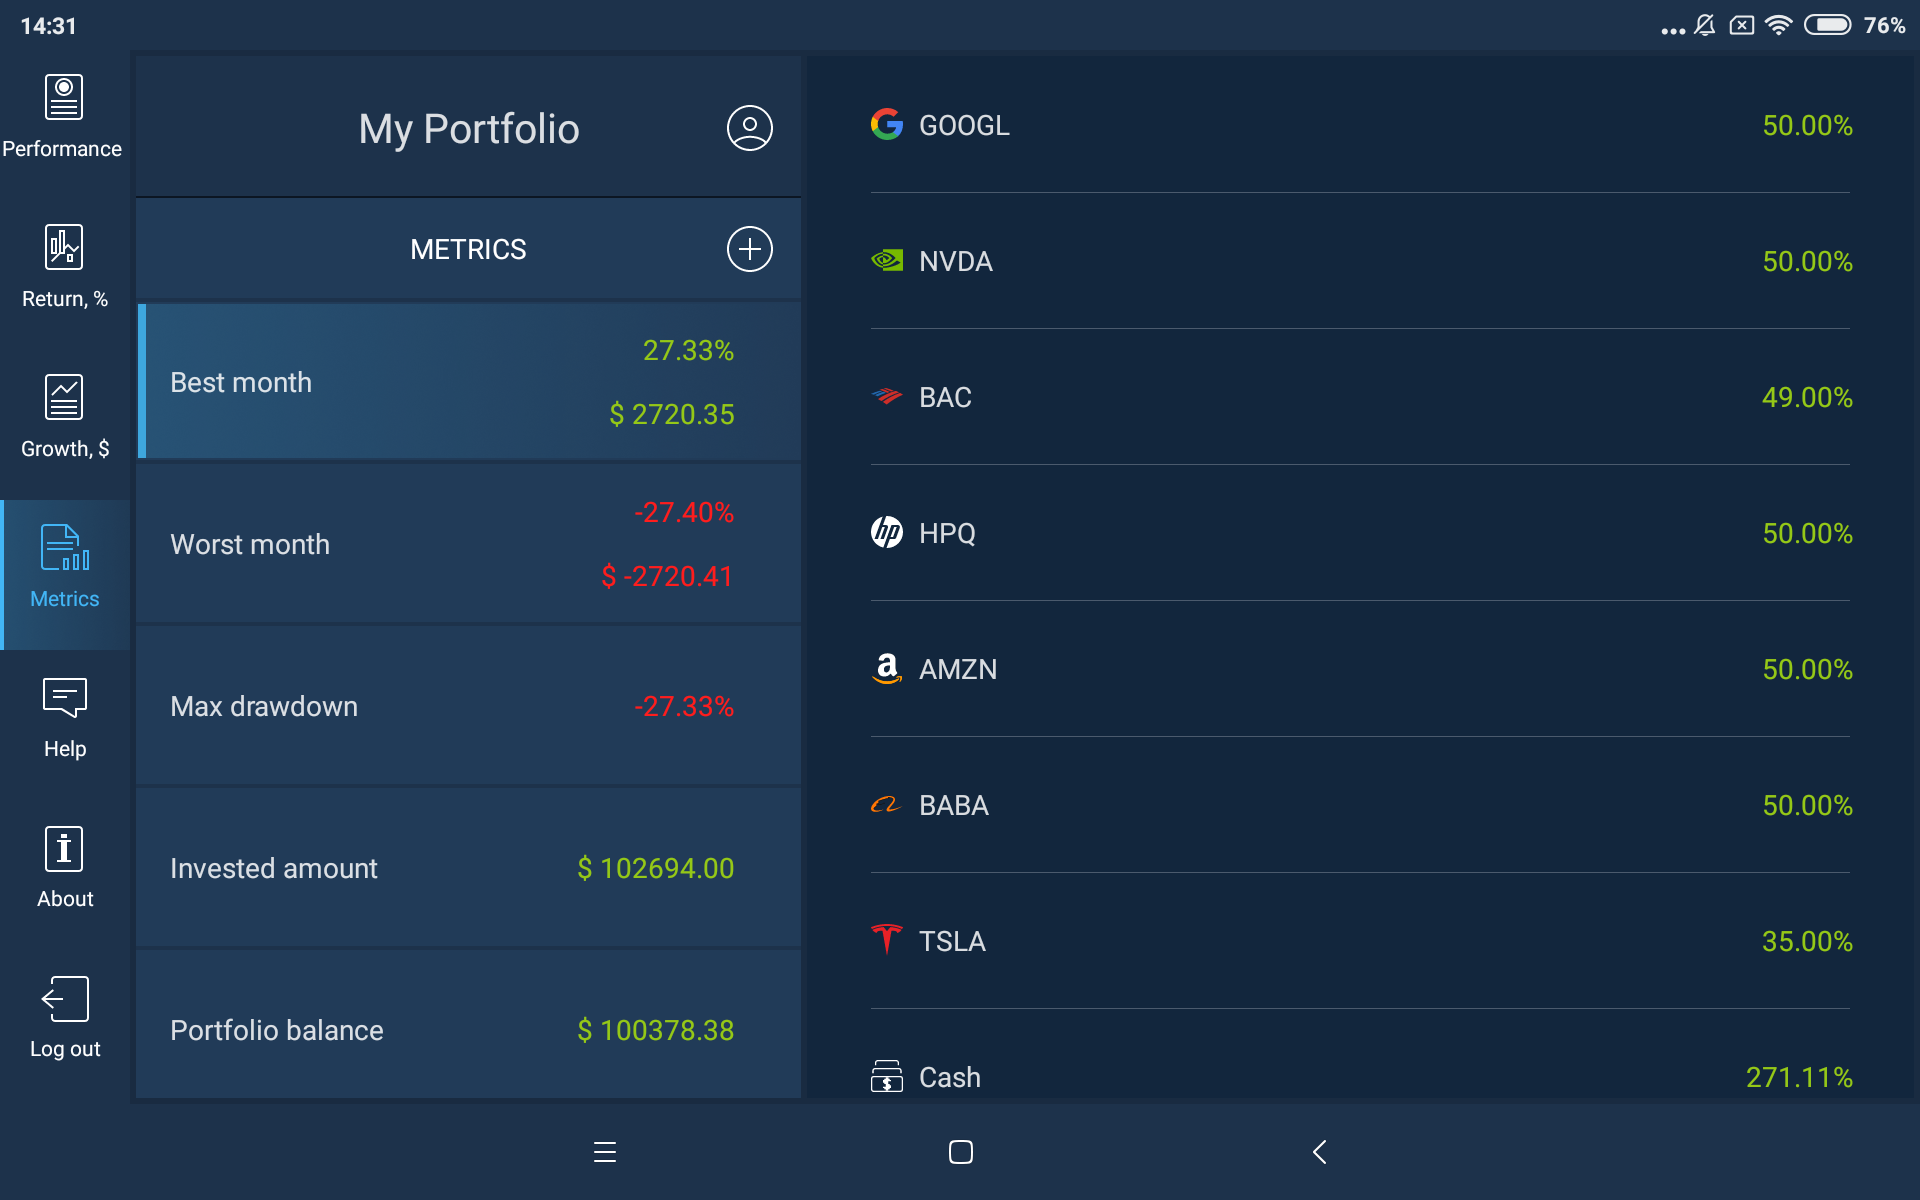 14:31
76%
Performance
Return, %
Growth, $
Metrics
Help
About
Log out
My Portfolio
METRICS
Best month
27.33%
$ 2720.35
Worst month
-27.40%
$ -2720.41
Max drawdown
-27.33%
Invested amount
$ 102694.00
Portfolio balance
$ 100378.38
GOOGL
50.00%
NVDA
50.00%
BAC
49.00%
hp
HPQ
50.00%
a
AMZN
50.00%
BABA
50.00%
TSLA
35.00%
Cash
271.11%